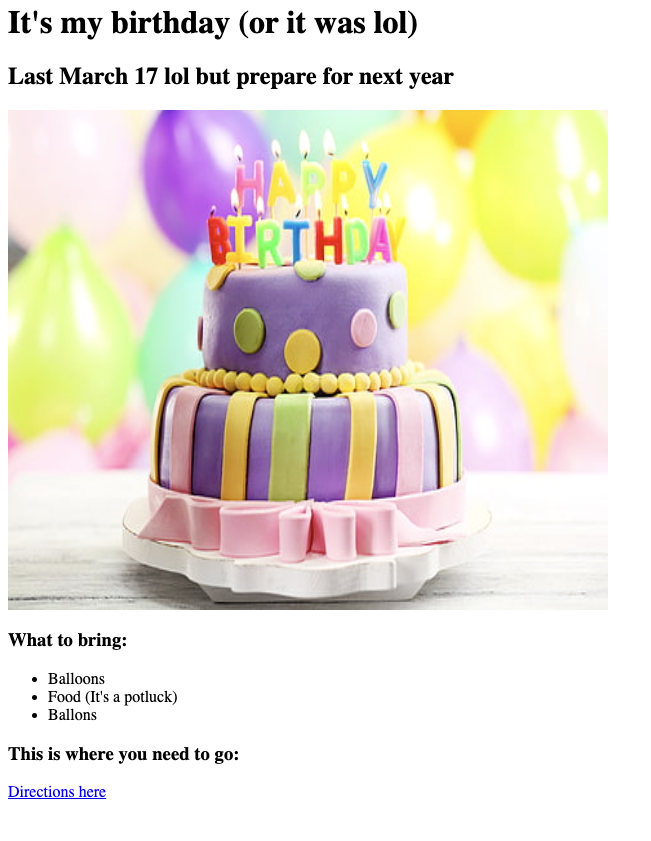 It's my birthday (or it was lol)
Last March 17 lol but prepare for next year
HAPPY
BIRTHDAY
What to bring:
Balloons
Food (It's a potluck)
Ballons
This is where you need to go:
Directions here